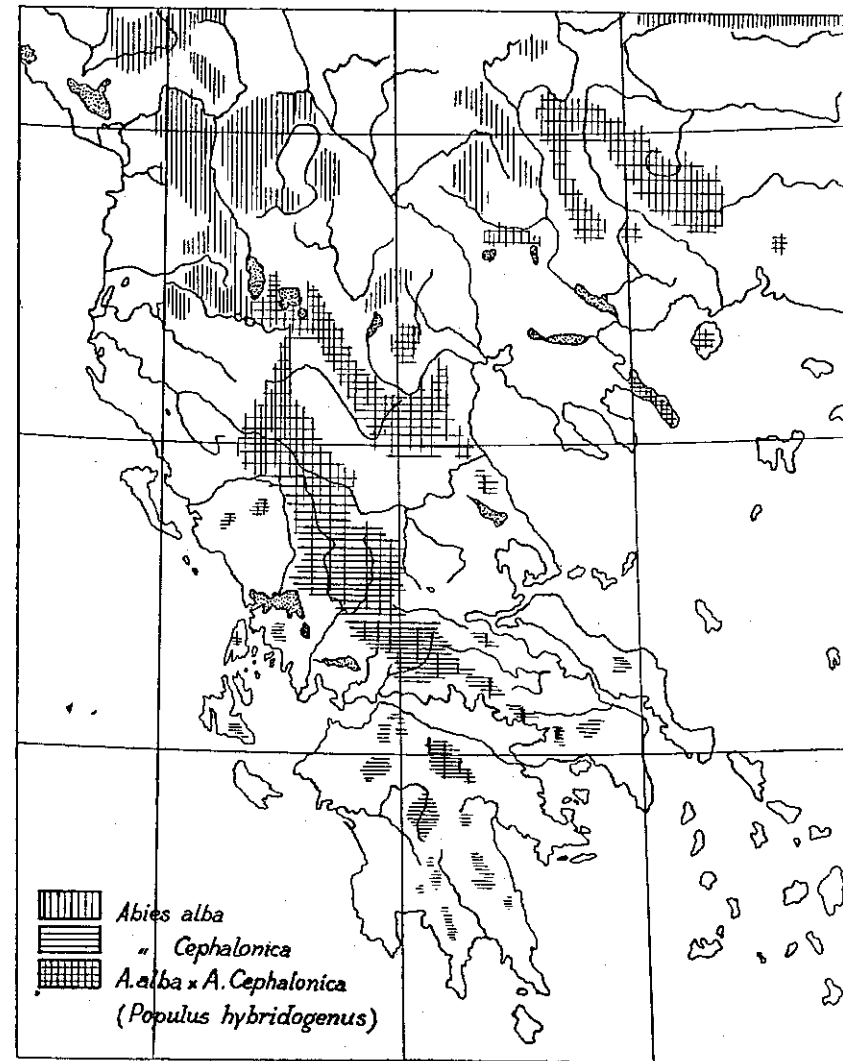 Abies alba
„ Cephalonica
A. alba x A. Cephalonica
(Populus hybridogenus)